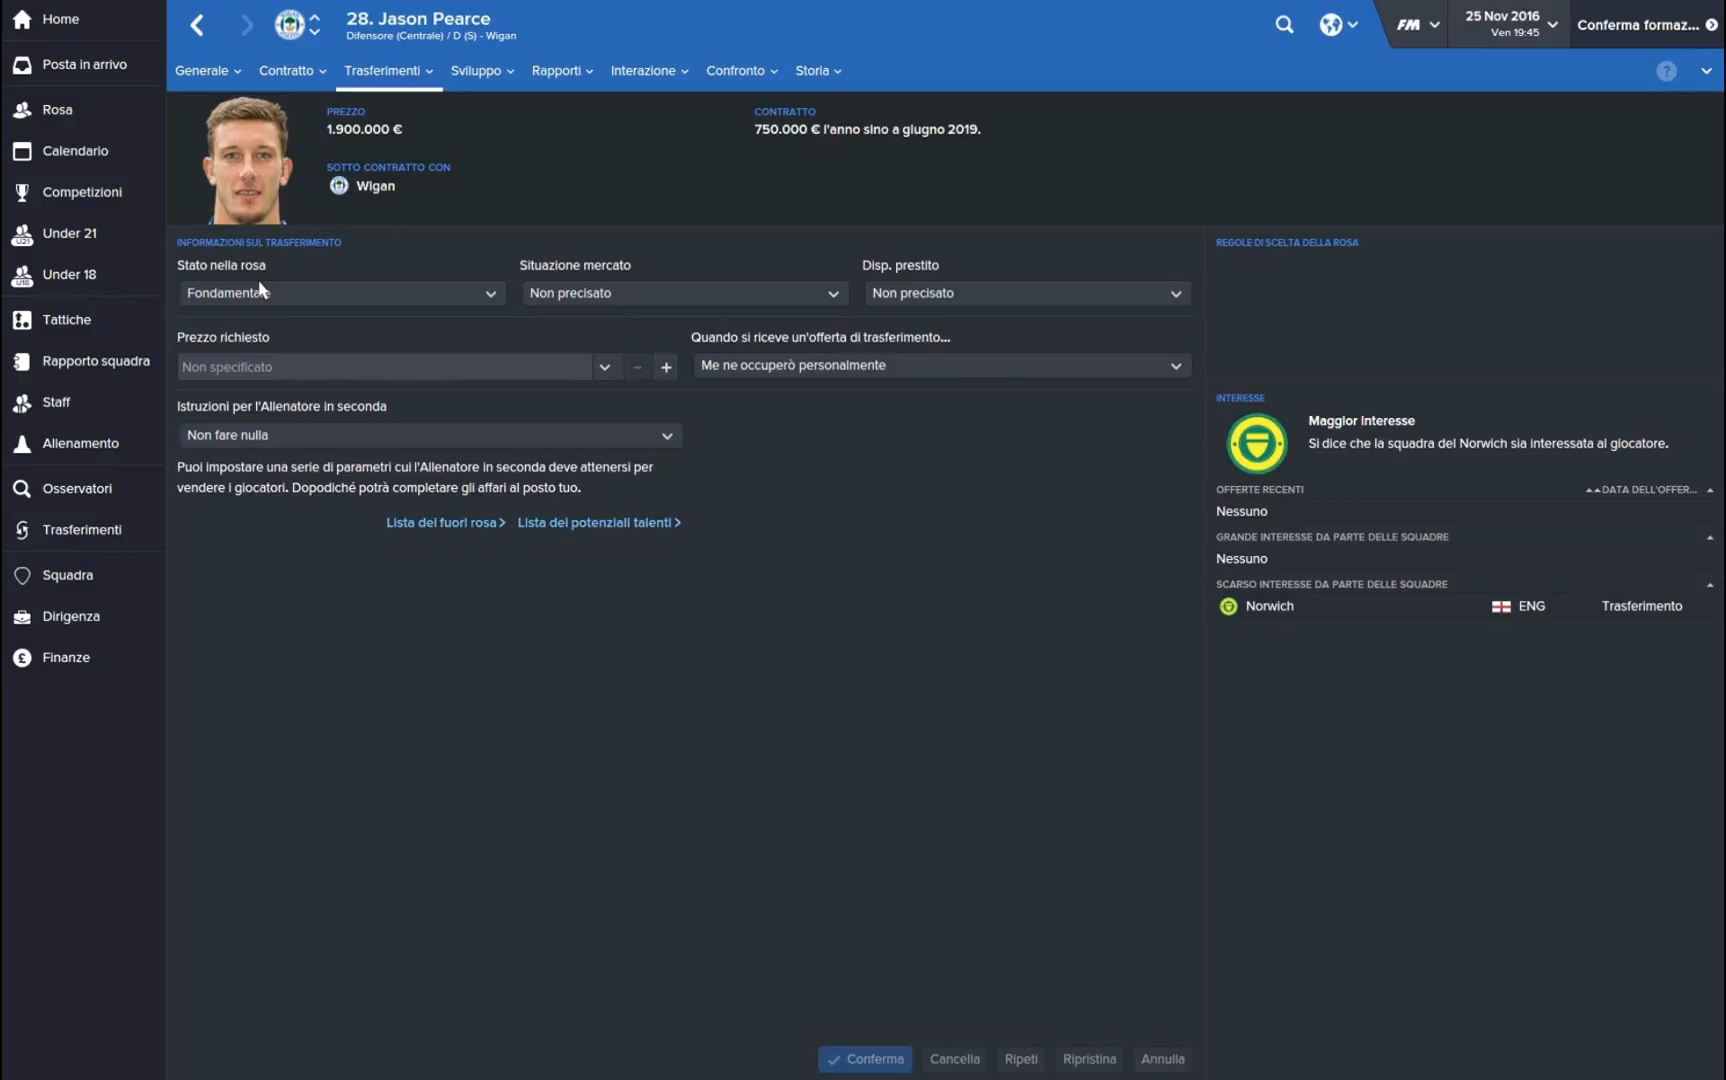 Home
Posta in arrivo
Rosa
Calendario
Competizioni
U21
Under 21
U18
Under 18
Tattiche
Rapporto squadra
Staff
Allenamento
Osservatori
Trasferimenti
Squadra
Dirigenza
Finanze
28. Jason Pearce
Difensore (Centrale) / D (S) - Wigan
FM
25 Nov 2016
Ven 19:45
Conferma formaz...
Generale
Contratto
Trasferimenti
Sviluppo
Rapporti
Interazione
Confronto
Storia
?
PREZZO
1.900.000 €
CONTRATTO
750.000 € l'anno sino a giugno 2019.
SOTTO CONTRATTO CON
Wigan
INFORMAZIONI SUL TRASFERIMENTO
Stato nella rosa
Situazione mercato
Disp. prestito
Fondamentale
Non precisato
Non precisato
Prezzo richiesto
Quando si riceve un'offerta di trasferimento...
Non specificato
Me ne occuperò personalmente
Istruzioni per l'Allenatore in seconda
Non fare nulla
Puoi impostare una serie di parametri cui l'Allenatore in seconda deve attenersi per
vendere i giocatori. Dopodiché potrà completare gli affari al posto tuo.
Lista dei fuori rosa >
Lista dei potenziali talenti >
REGOLE DI SCELTA DELLA ROSA
INTERESSE
Maggior interesse
Si dice che la squadra del Norwich sia interessata al giocatore.
OFFERTE RECENTI
DATA DELL'OFFER...
Nessuno
GRANDE INTERESSE DA PARTE DELLE SQUADRE
Nessuno
SCARSO INTERESSE DA PARTE DELLE SQUADRE
Norwich
ENG
Trasferimento
Conferma
Cancella
Ripeti
Ripristina
Annulla